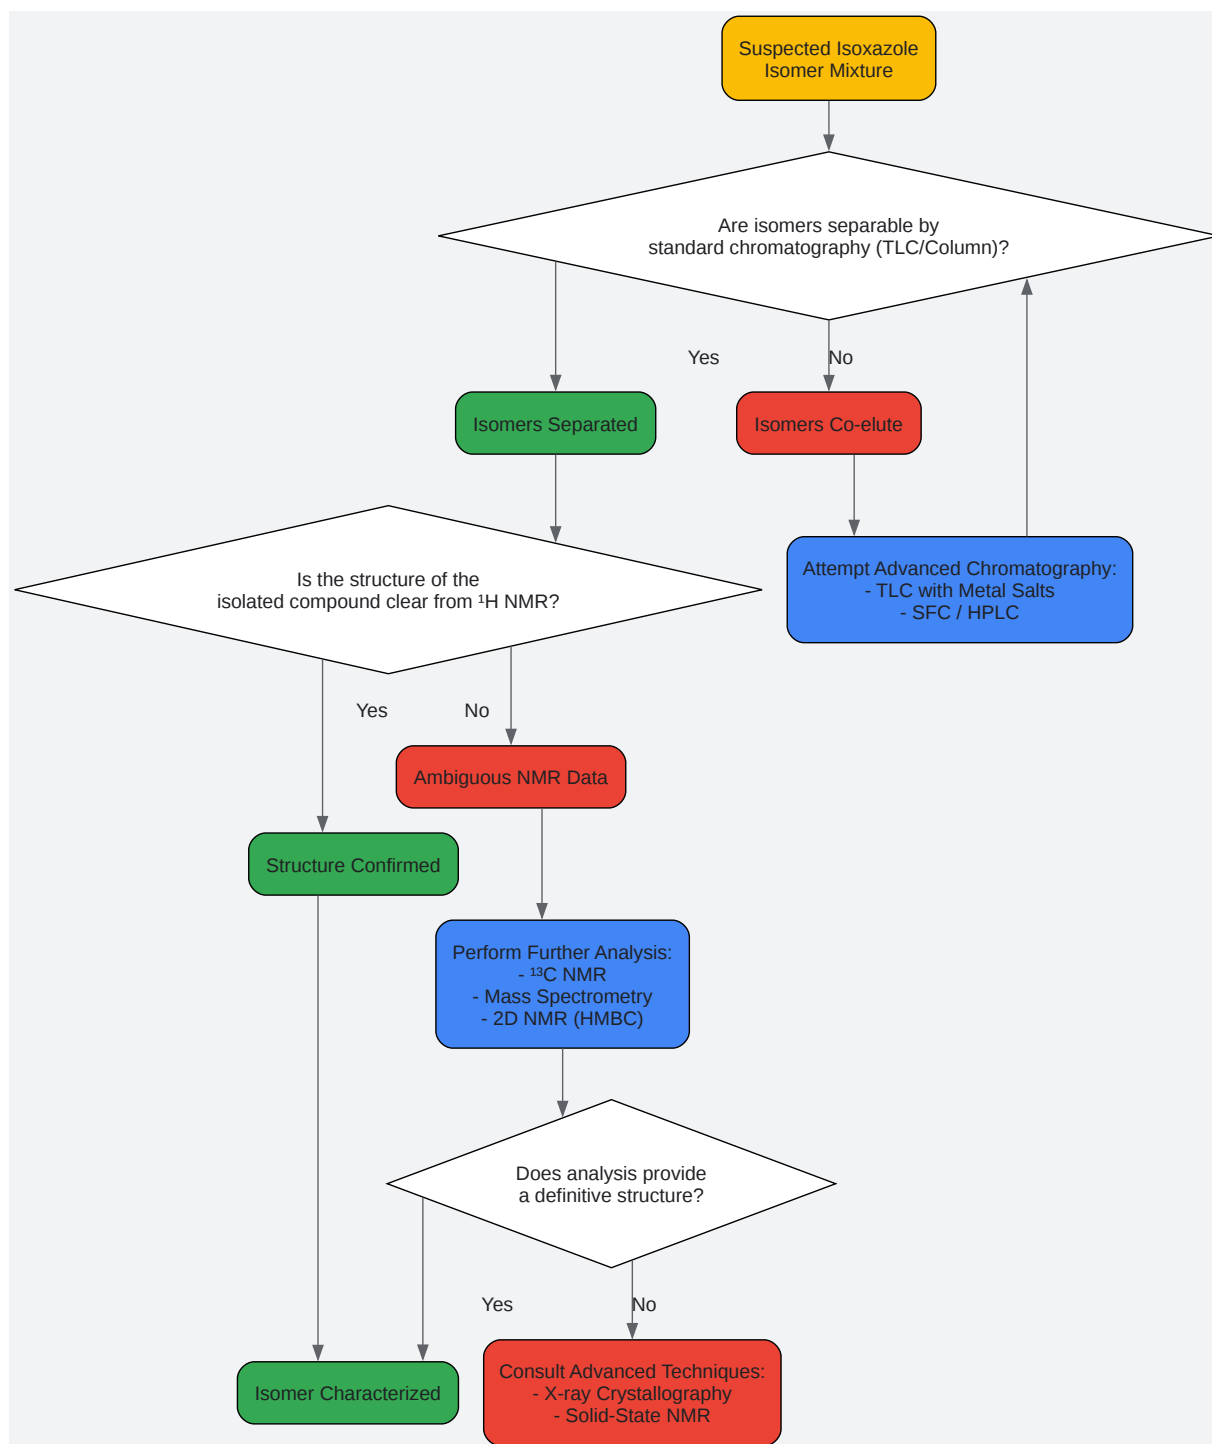 Suspected Isoxazole
Isomer Mixture
Are isomers separable by
standard chromatography (TLC/Column)?
Yes
No
Isomers Separated
Isomers Co-elute
Attempt Advanced Chromatography:
- TLC with Metal Salts
- SFC / HPLC
Is the structure of the
isolated compound clear from ¹H NMR?
Yes
No
Ambiguous NMR Data
Structure Confirmed
Perform Further Analysis:
- ¹³C NMR
- Mass Spectrometry
- 2D NMR (HMBC)
Does analysis provide
a definitive structure?
Yes
No
Isomer Characterized
Consult Advanced Techniques:
- X-ray Crystallography
- Solid-State NMR